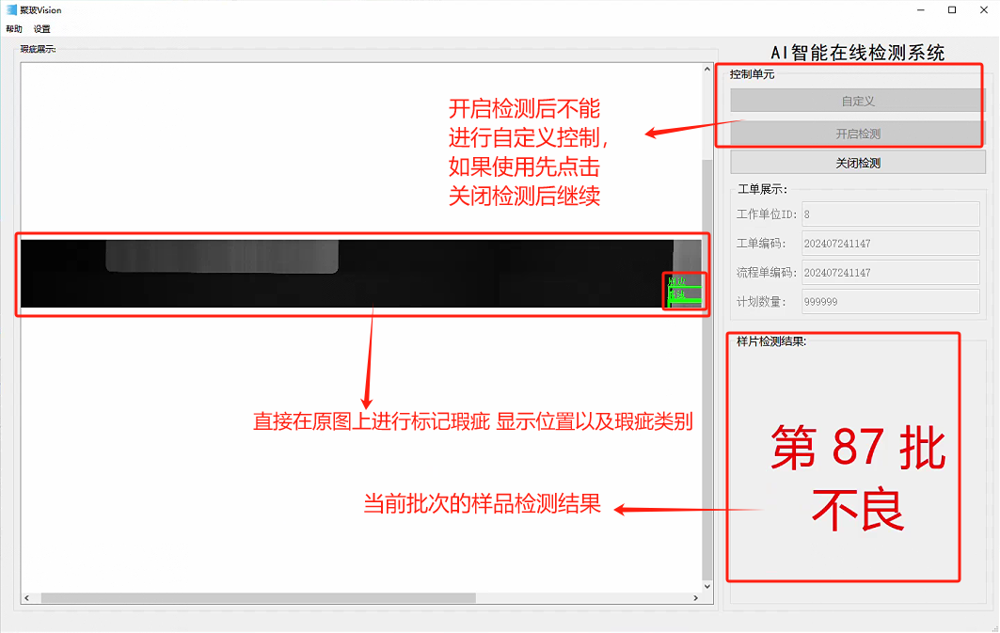 聚玻Vision
帮助 设置
瑕疵展示:
AI智能在线检测系统
控制单元
自定义
开启检测
关闭检测
开启检测后不能
进行自定义控制,
如果使用先点击
关闭检测后继续
工单展示:
工作单位ID: 8
工单编码: 202407241147
流程单编码: 202407241147
计划数量: 999999
直接在原图上进行标记瑕疵 显示位置以及瑕疵类别
当前批次的样品检测结果
样片检测结果:
第 87 批
不良